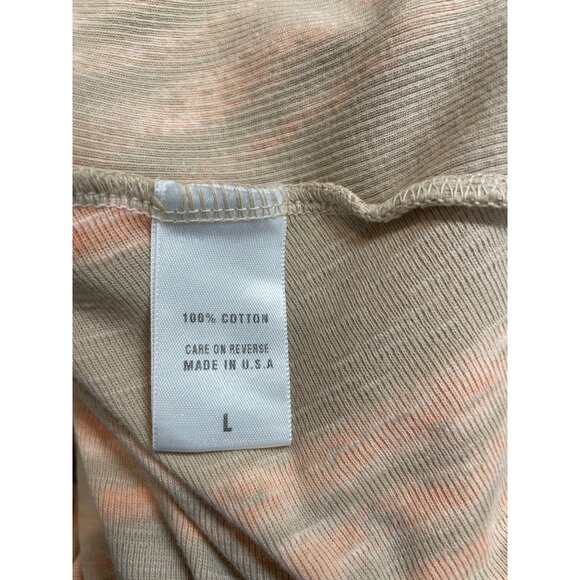 100% COTTON
CARE ON REVERSE
MADE IN U.S.A
L